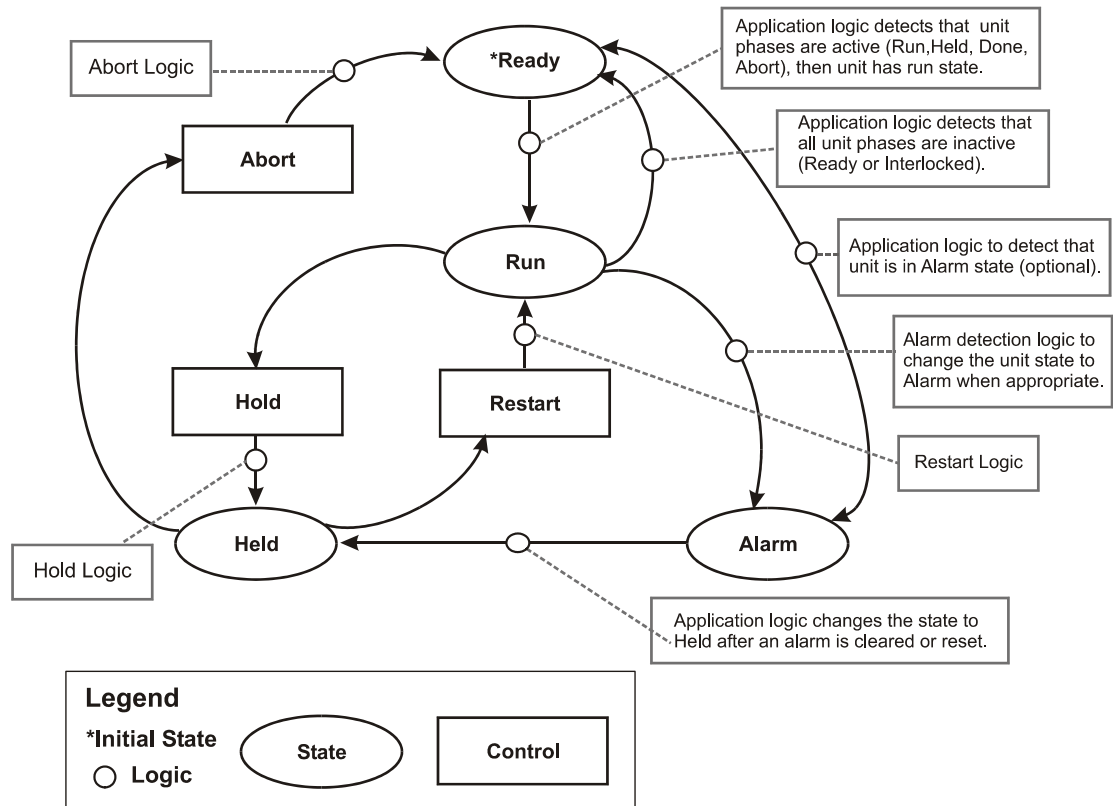 Application logic detects that unit
phases are active (Run,Held, Done,
Abort), then unit has run state.
Abort Logic
*Ready
Application logic detects that
all unit phases are inactive
(Ready or Interlocked).
Abort
Application logic to detect that
unit is in Alarm state (optional).
Run
Alarm detection logic to
change the unit state to
Alarm when appropriate.
Hold
Restart
Restart Logic
Held
Alarm
Hold Logic
Application logic changes the state to
Held after an alarm is cleared or reset.
Legend
*Initial State
Logic
State
Control